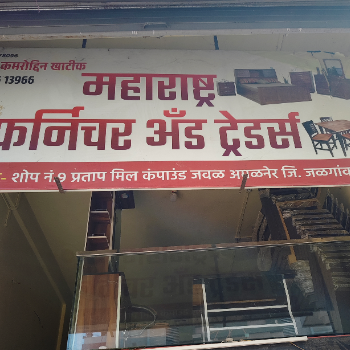 कमरोद्दिन खाटीक
13966
महाराष्ट्र
फर्निचर अँड ट्रेडर्स
शोप नं.9 प्रताप मिल कंपाउंड जवळ अमळनेर जि. जळगांव